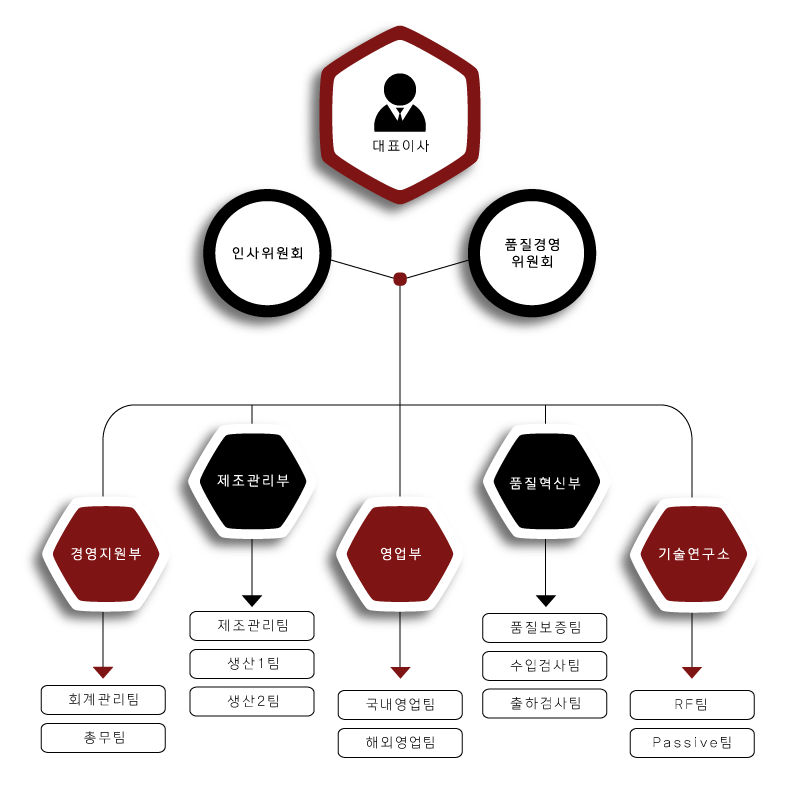 대표이사
인사위원회
품질경영
위원회
제조관리부
품질혁신부
경영지원부
영업부
기술연구소
제조관리팀
생산1팀
생산2팀
품질보증팀
수입검사팀
출하검사팀
회계관리팀
총무팀
국내영업팀
해외영업팀
RF팀
Passive팀